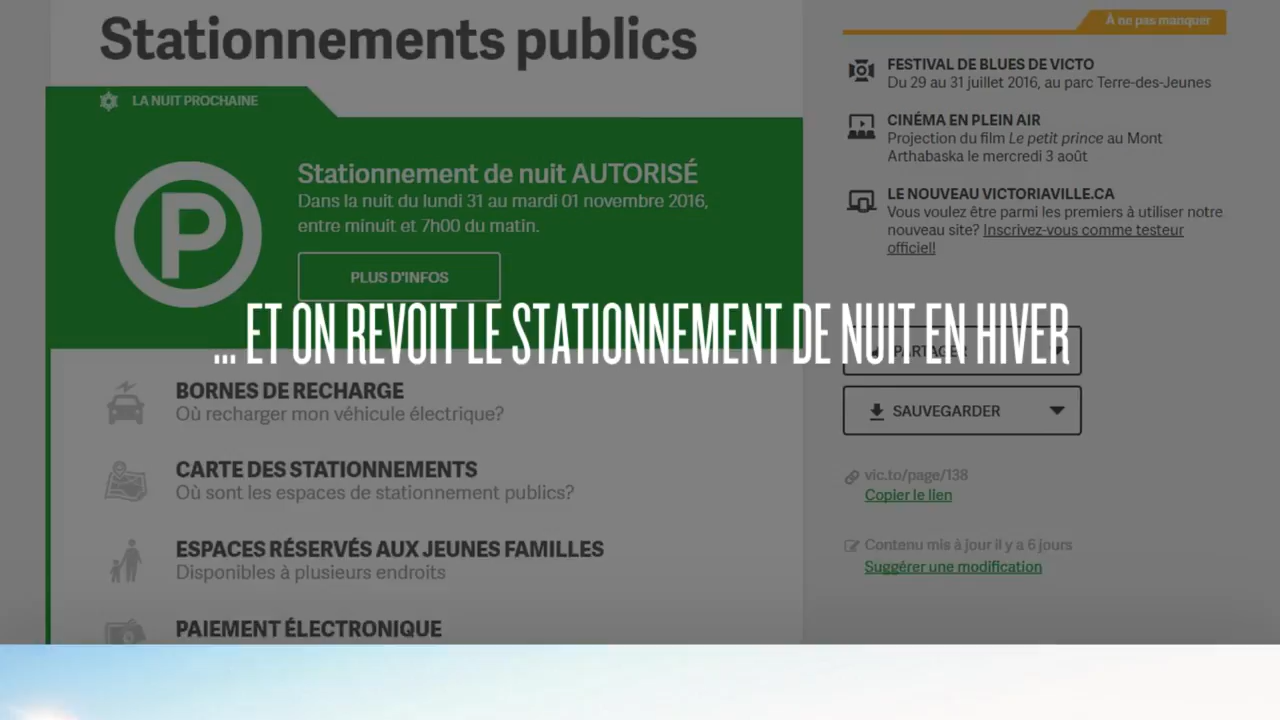 Stationnements publics
LA NUIT PROCHAINE
Stationnement de nuit AUTORISÉ
Dans la nuit du lundi 31 au mardi 01 novembre 2016,
entre minuit et 7h00 du matin.
PLUS D'INFOS
... ET ON REVOIT LE STATIONNEMENT DE NUIT EN HIVER
BORNES DE RECHARGE
Où recharger mon véhicule électrique?
CARTE DES STATIONNEMENTS
Où sont les espaces de stationnement publics?
ESPACES RÉSERVÉS AUX JEUNES FAMILLES
Disponibles à plusieurs endroits
PAIEMENT ÉLECTRONIQUE
À ne pas manquer
FESTIVAL DE BLUES DE VICTO
Du 29 au 31 juillet 2016, au parc Terre-des-Jeunes
CINÉMA EN PLEIN AIR
Projection du film Le petit prince au Mont
Arthabaska le mercredi 3 août
LE NOUVEAU VICTORIAVILLE.CA
Vous voulez être parmi les premiers à utiliser notre
nouveau site? Inscrivez-vous comme testeur
officiel!
PARTAGER
SAUVEGARDER
vic.to/page/138
Copier le lien
Contenu mis à jour il y a 6 jours
Suggérer une modification